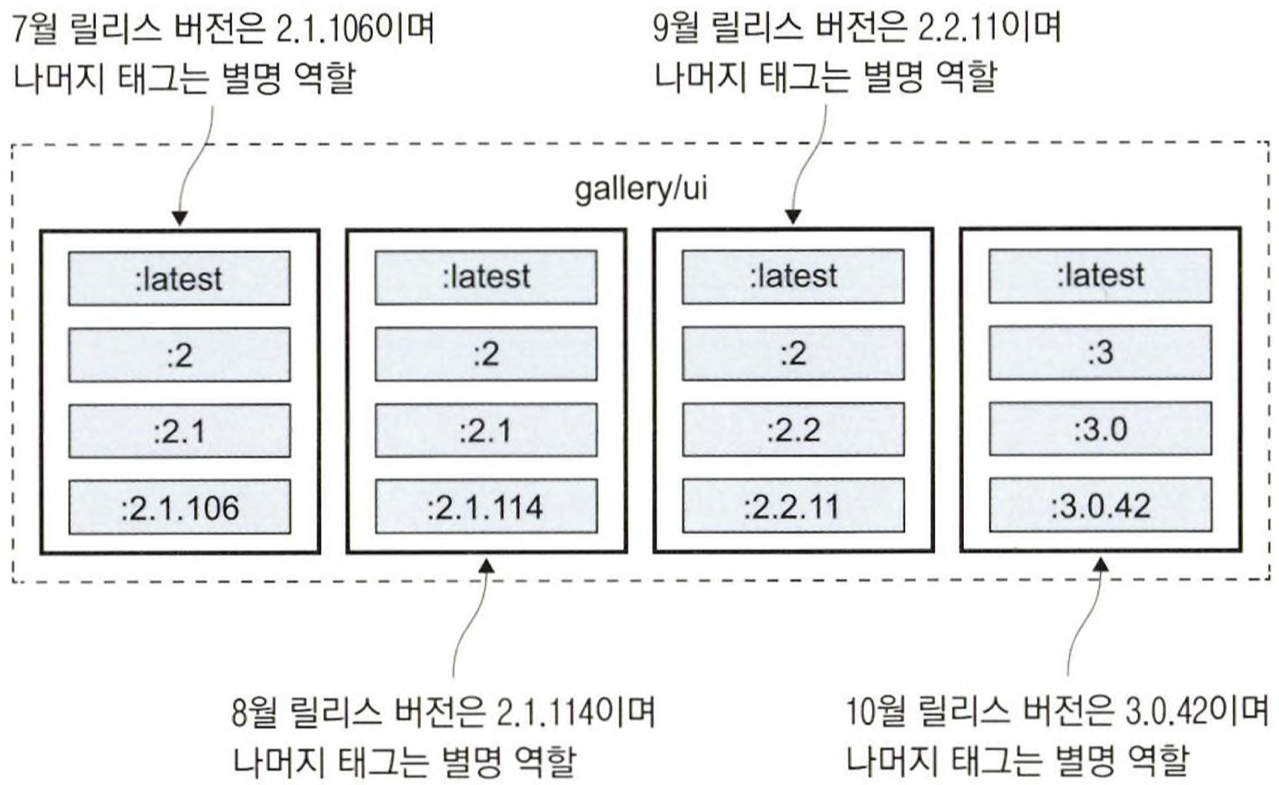 7월 릴리스 버전은 2.1.106이며
나머지 태그는 별명 역할
9월 릴리스 버전은 2.2.11이며
나머지 태그는 별명 역할
gallery/ui
:latest
:2
:2.1
:2.1.106
:latest
:2
:2.1
:2.1.114
:latest
:2
:2.2
:2.2.11
:latest
:3
:3.0
:3.0.42
8월 릴리스 버전은 2.1.114이며
나머지 태그는 별명 역할
10월 릴리스 버전은 3.0.42이며
나머지 태그는 별명 역할